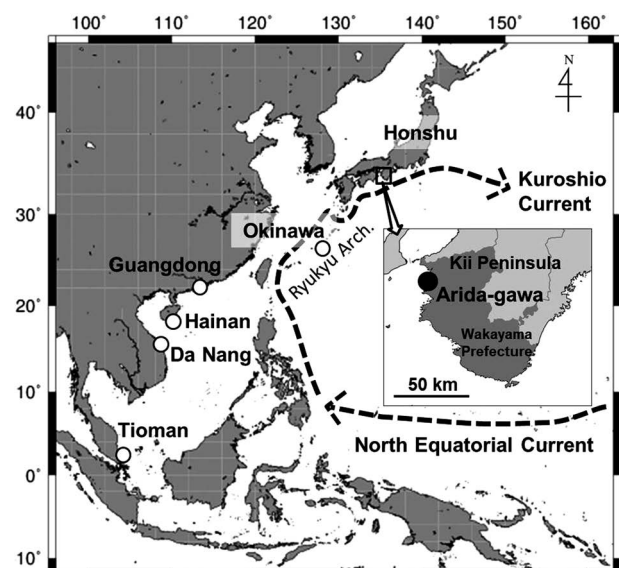 100° 110° 120° 130° 140° 150° 160°
N
40°
Honshu
Kuroshio
Current
30°
Okinawa
Ryukyu Arch.
Guangdong
Kii Peninsula
Arida-gawa
20°
Hainan
Wakayama
Prefecture
Da Nang
50 km
10°
Tioman
North Equatorial Current
0°
10°